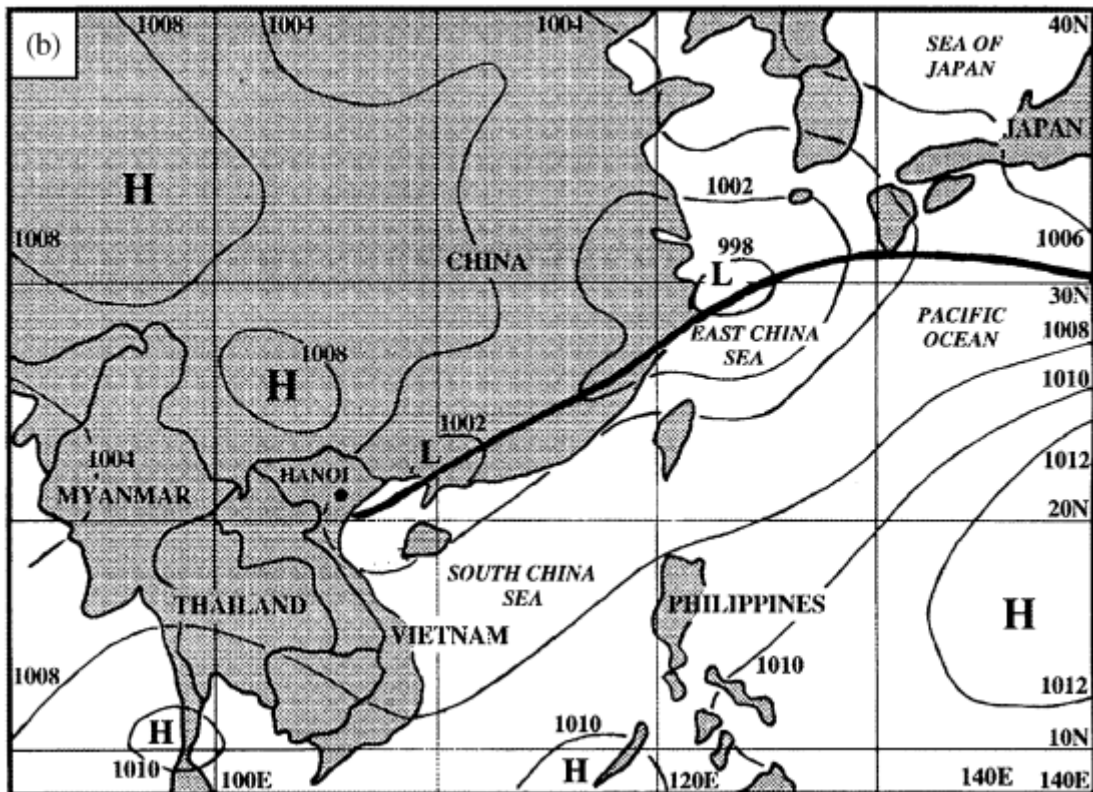 (b)
1008
1004
1004
40N
SEA OF
JAPAN
JAPAN
H
1002
1008
CHINA
998
L
1006
30N
EAST CHINA
SEA
PACIFIC
OCEAN
1008
1008
H
1010
1002
L
1012
1004
HANOI
MYANMAR
20N
SOUTH CHINA
SEA
THAILAND
PHILIPPINES
H
VIETNAM
1008
1010
1012
H
1010
10N
1010
100E
H
120E
140E
140E